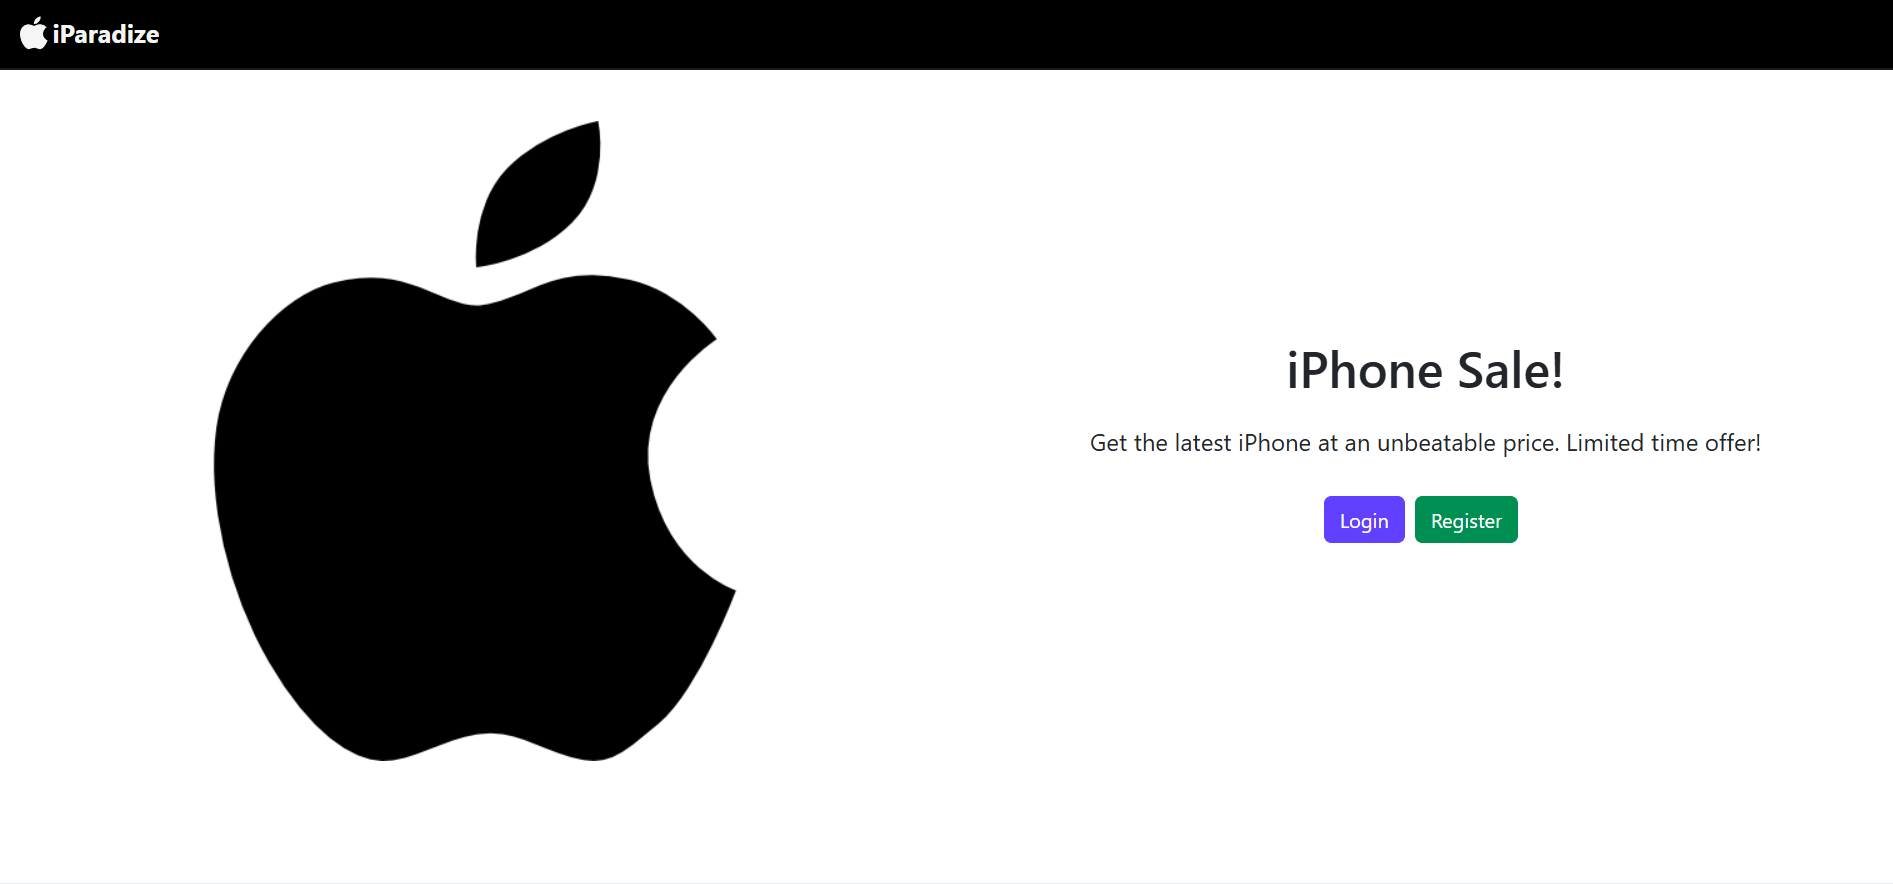 iParadize
iPhone Sale!
Get the latest iPhone at an unbeatable price. Limited time offer!
Login
Register